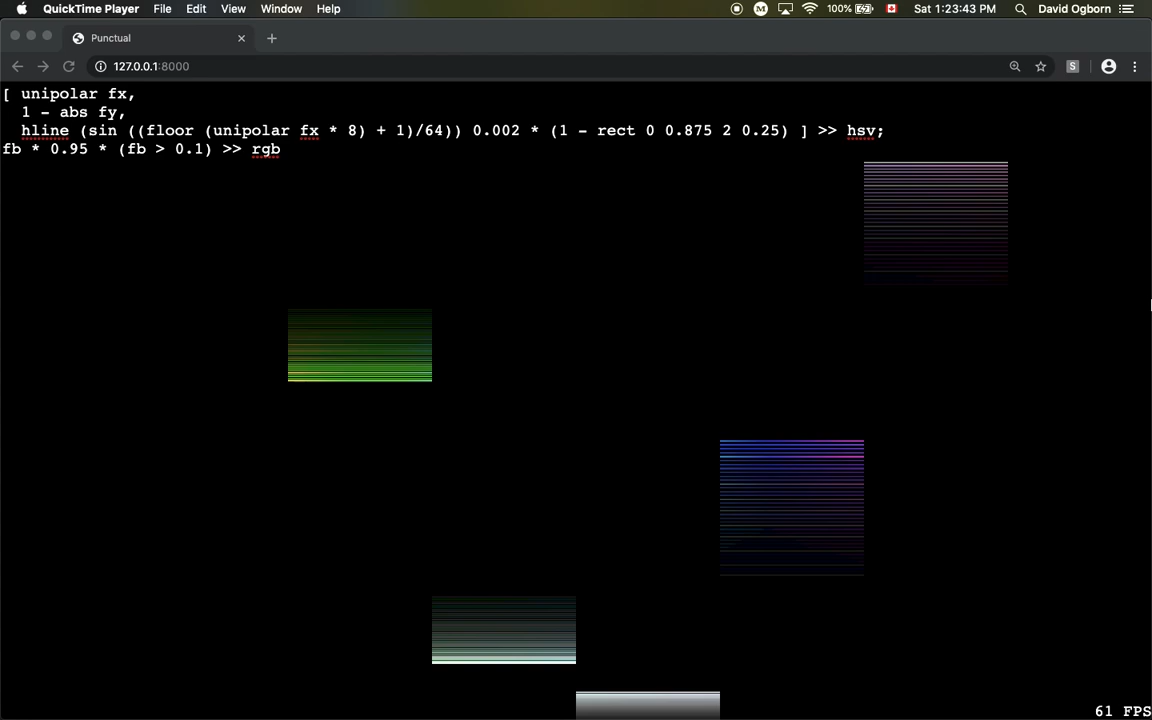 QuickTime Player File Edit View Window Help 100% Sat 1:23:43 PM David Ogborn
Punctual
127.0.0.1:8000 S
[ unipolar fx,
1 - abs fy,
hline (sin ((floor (unipolar fx * 8) + 1)/64)) 0.002 * (1 - rect 0 0.875 2 0.25) ] >> hsv;
fb * 0.95 * (fb > 0.1) >> rgb
61 FPS